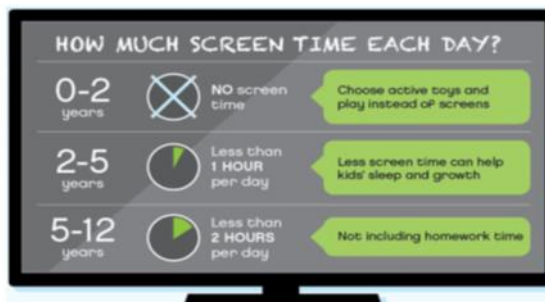 HOW MUCH SCREEN TIME EACH DAY?
0-2
years
NO screen
time
Choose active toys and
play instead of screens
2-5
years
Less than
1 HOUR
per day
Less screen time can help
kids' sleep and growth
5-12
years
Less than
2 HOURS
per day
Not including homework time